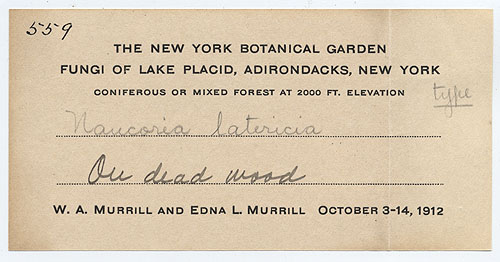 559
THE NEW YORK BOTANICAL GARDEN
FUNGI OF LAKE PLACID, ADIRONDACKS, NEW YORK
CONIFEROUS OR MIXED FOREST AT 2000 FT. ELEVATION
type
Naucoria latericia
On dead wood
W. A. MURRILL AND EDNA L. MURRILL OCTOBER 3-14, 1912